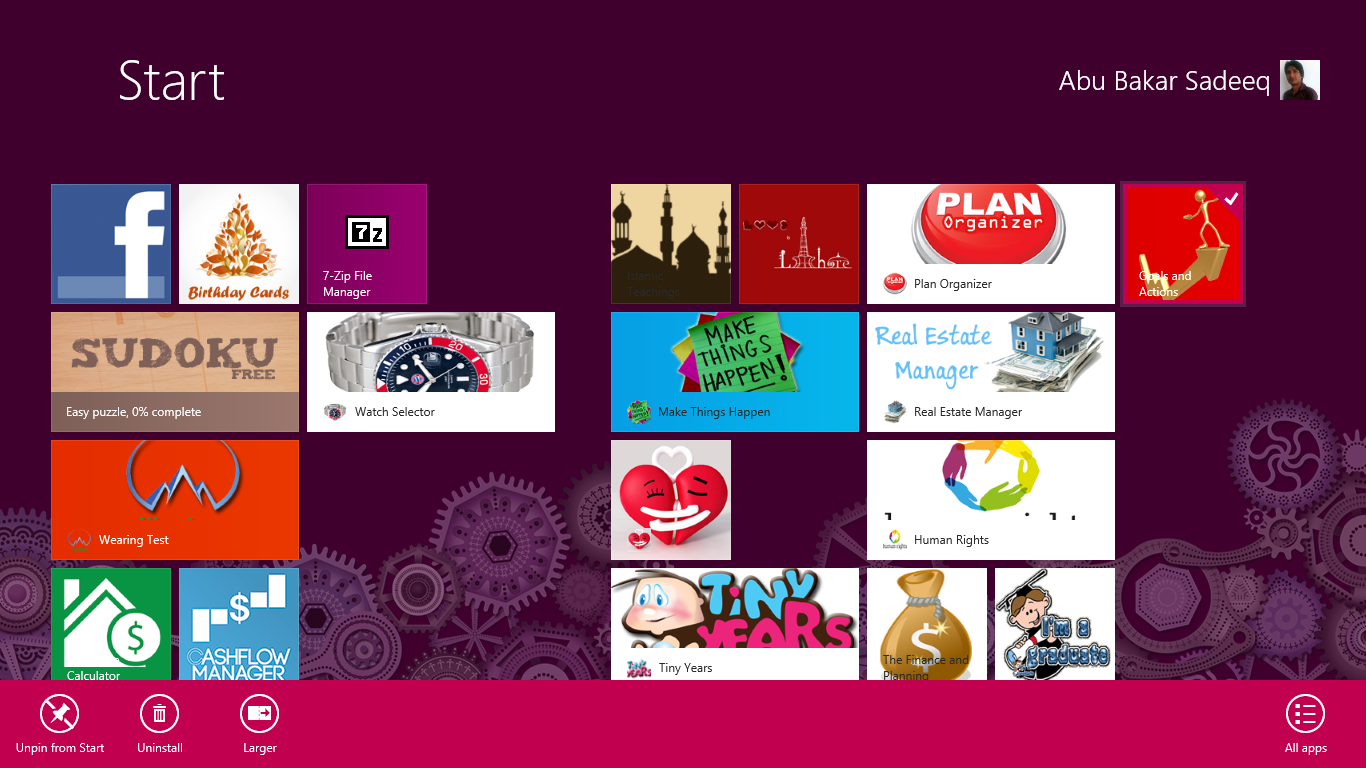 Start
Abu Bakar Sadeeq
f
Birthday Cards
7z
7-Zip File
Manager
Islamic
Teachings
LOVE
is
Lahore
PLAN
Organizer
Plan Organizer
Goals and
Actions
SUDOKU
FREE
Easy puzzle, 0% complete
Watch Selector
MAKE
THINGS
HAPPEN!
Make Things Happen
Real Estate
Manager
Real Estate Manager
Wearing Test
Human Rights
$
Calculator
$
CASHFLOW
MANAGER
TiNY
YEARS
Tiny Years
$
The Finance and
Planning
I'm a
graduate
Unpin from Start
Uninstall
Larger
All apps